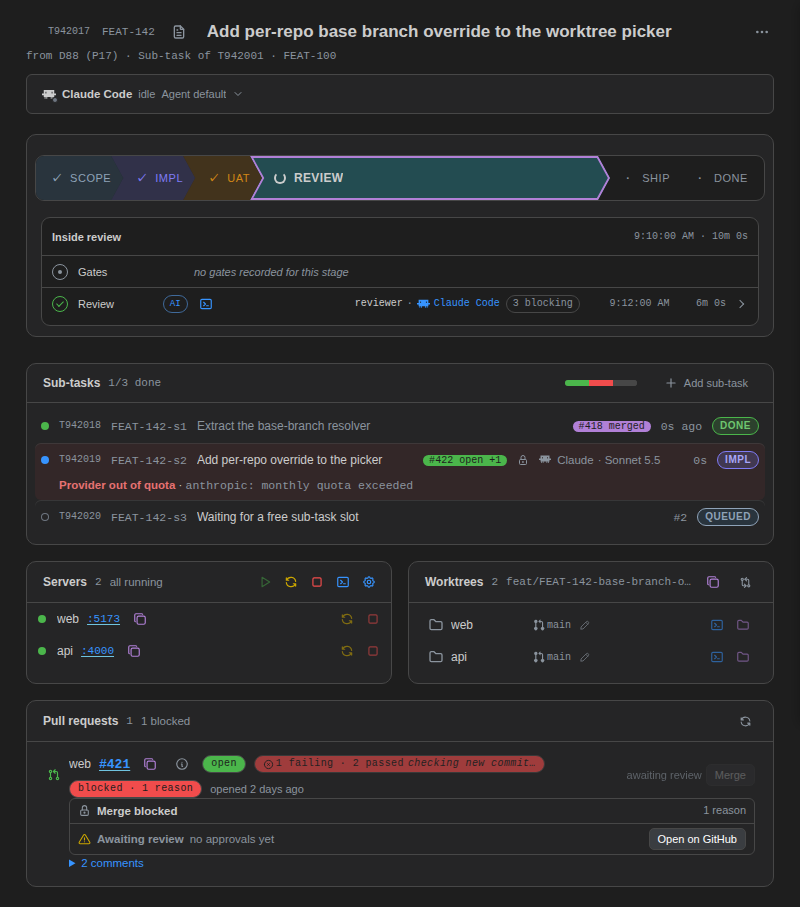 T942017 FEAT-142 Add per-repo base branch override to the worktree picker
from D88 (P17) · Sub-task of T942001 · FEAT-100
Claude Code idle Agent default
SCOPE IMPL UAT REVIEW · SHIP · DONE
Inside review 9:10:00 AM · 10m 0s
Gates no gates recorded for this stage
Review AI reviewer · Claude Code 3 blocking 9:12:00 AM 6m 0s
Sub-tasks 1/3 done Add sub-task
T942018 FEAT-142-s1 Extract the base-branch resolver #418 merged 0s ago DONE
T942019 FEAT-142-s2 Add per-repo override to the picker #422 open +1 Claude · Sonnet 5.5 0s IMPL
Provider out of quota · anthropic: monthly quota exceeded
T942020 FEAT-142-s3 Waiting for a free sub-task slot #2 QUEUED
Servers 2 all running
web :5173
api :4000
Worktrees 2 feat/FEAT-142-base-branch-o…
web main
api main
Pull requests 1 1 blocked
web #421 open 1 failing · 2 passed checking new commit…
blocked · 1 reason opened 2 days ago
awaiting review Merge
Merge blocked 1 reason
Awaiting review no approvals yet Open on GitHub
2 comments